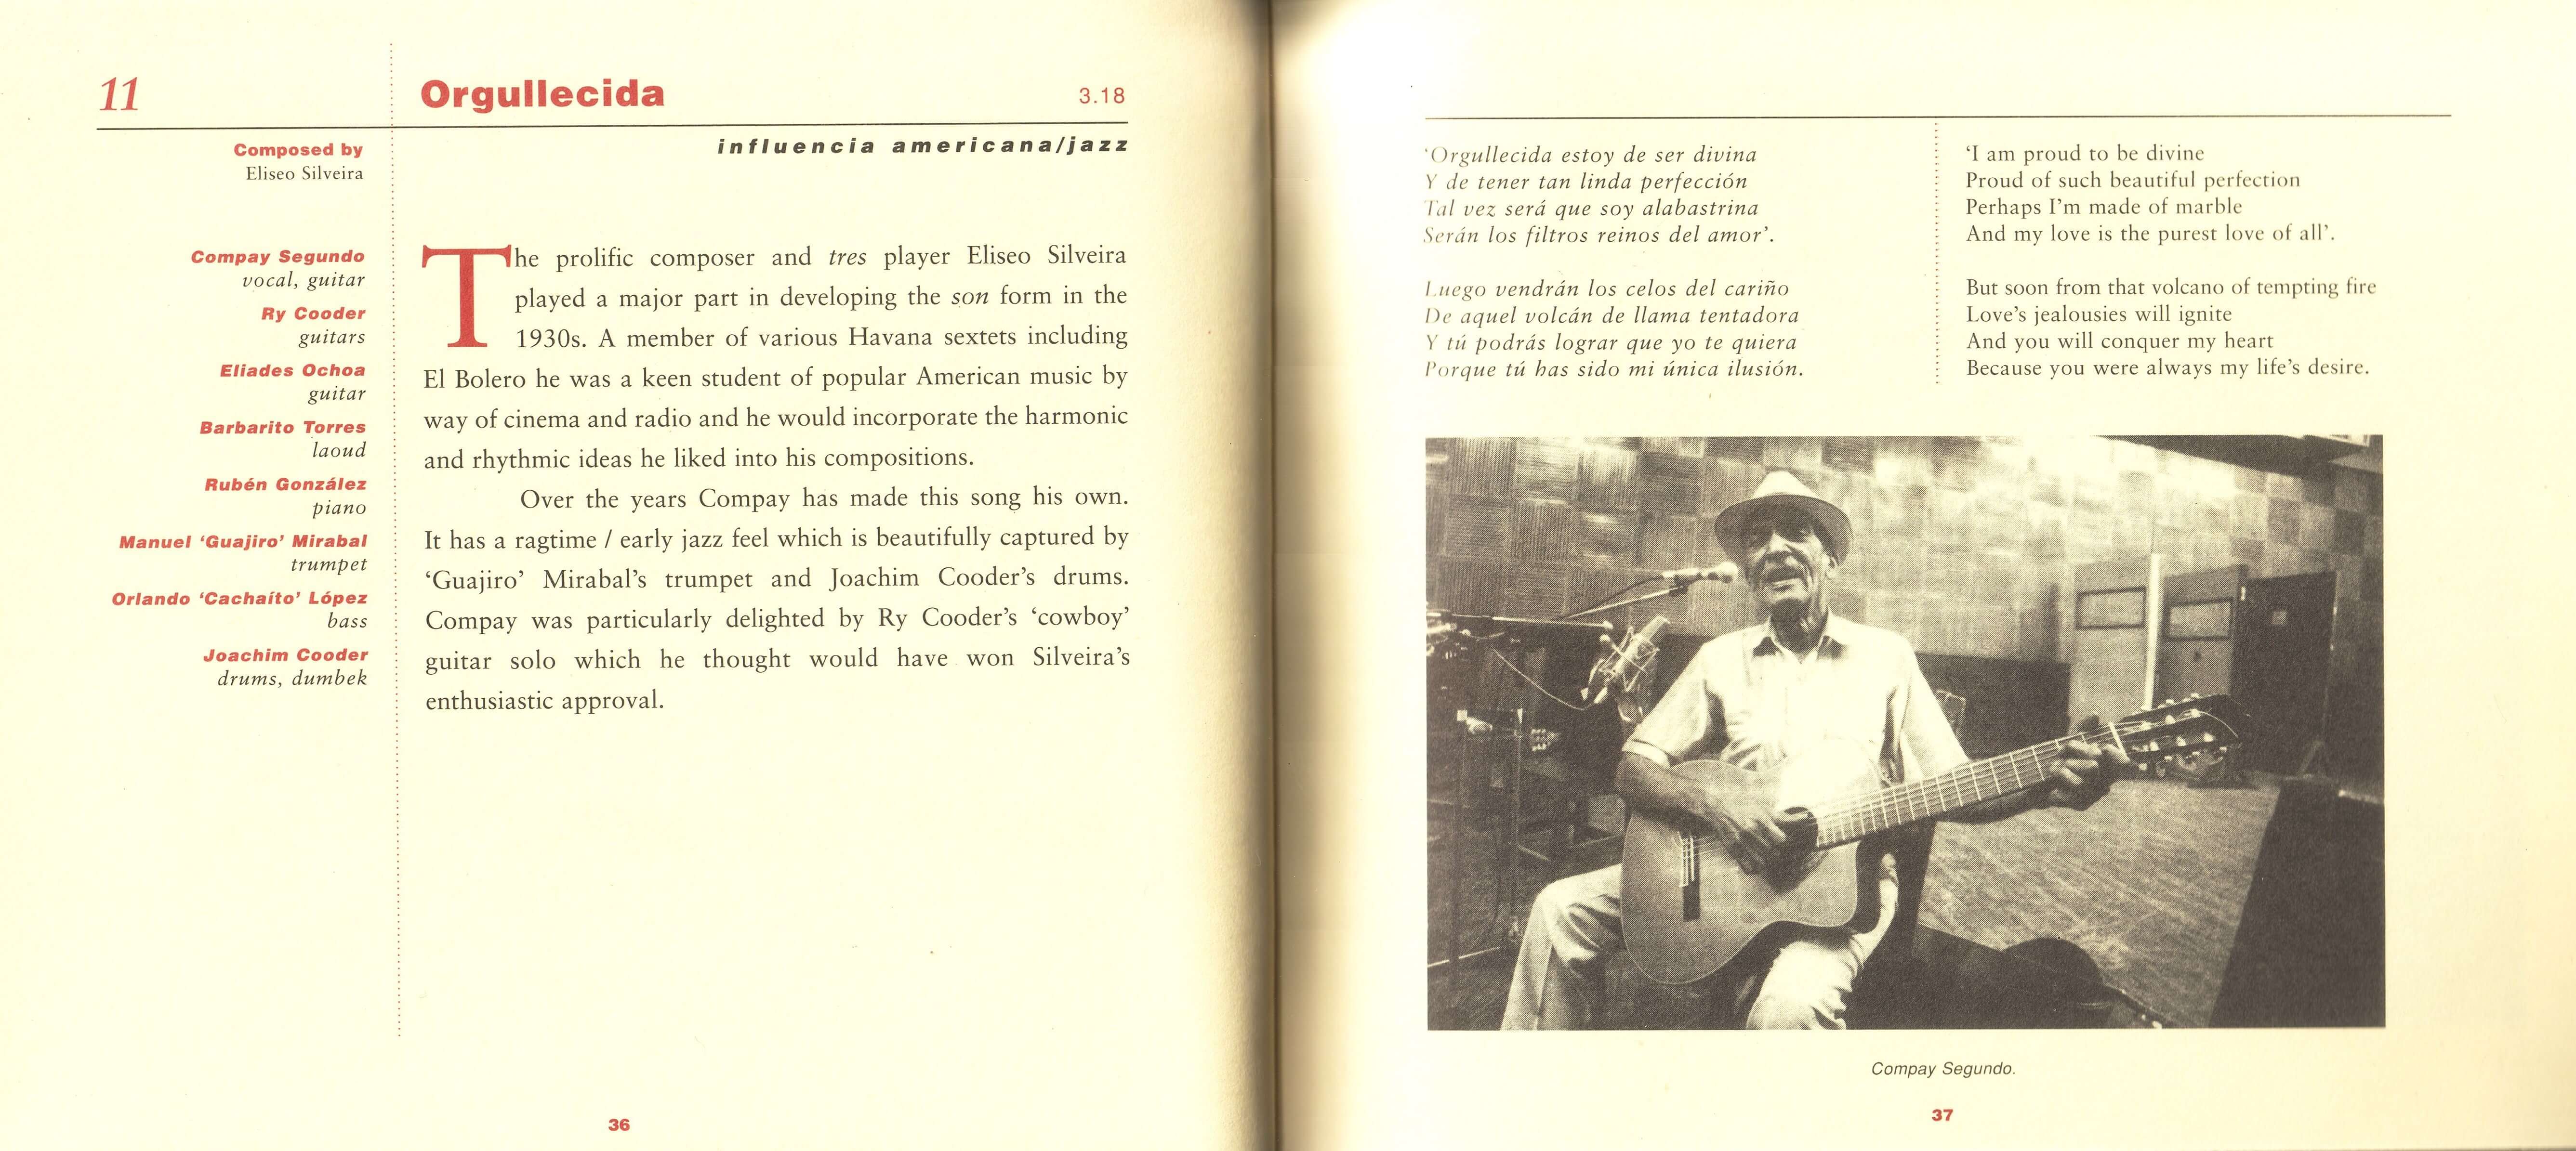 11
Orgullecida
3.18
influencia americana/jazz
Composed by
Eliseo Silveira
Compay Segundo
vocal, guitar
Ry Cooder
guitars
Eliades Ochoa
guitar
Barbarito Torres
laoud
Rubén González
piano
Manuel ‘Guajiro’ Mirabal
trumpet
Orlando ‘Cachaíto’ López
bass
Joachim Cooder
drums, dumbek
The prolific composer and tres player Eliseo Silveira
played a major part in developing the son form in the
1930s. A member of various Havana sextets including
El Bolero he was a keen student of popular American music by
way of cinema and radio and he would incorporate the harmonic
and rhythmic ideas he liked into his compositions.
Over the years Compay has made this song his own.
It has a ragtime / early jazz feel which is beautifully captured by
‘Guajiro’ Mirabal’s trumpet and Joachim Cooder’s drums.
Compay was particularly delighted by Ry Cooder’s ‘cowboy’
guitar solo which he thought would have won Silveira’s
enthusiastic approval.
36
‘Orgullecida estoy de ser divina
Y de tener tan linda perfección
Tal vez será que soy alabastrina
Serán los filtros reinos del amor’.
Luego vendrán los celos del cariño
De aquel volcán de llama tentadora
Y tú podrás lograr que yo te quiera
Porque tú has sido mi única ilusión.
‘I am proud to be divine
Proud of such beautiful perfection
Perhaps I’m made of marble
And my love is the purest love of all’.
But soon from that volcano of tempting fire
Love’s jealousies will ignite
And you will conquer my heart
Because you were always my life’s desire.
Compay Segundo.
37